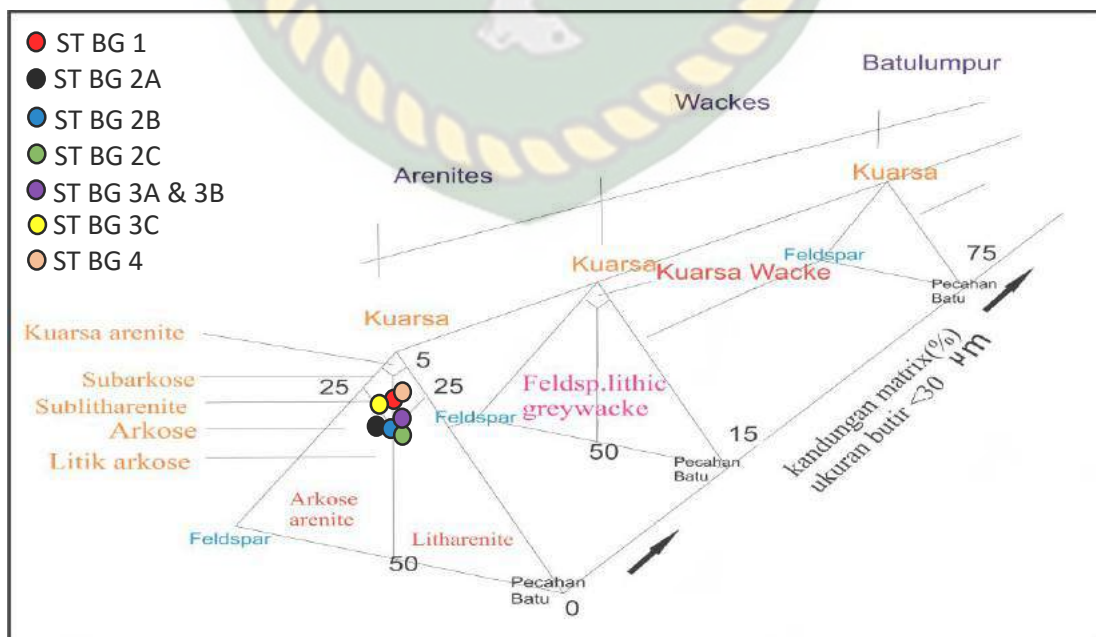 ST BG 1
ST BG 2A
ST BG 2B
ST BG 2C
ST BG 3A & 3B
ST BG 3C
ST BG 4
Batulumpur
Wackes
Arenites
Kuarsa
Kuarsa
Kuarsa
Kuarsa Wacke
Feldspar
75
Pecahan
Batu
Kuarsa arenite
5
Subarkose
25
25
Sublitharenite
Arkose
Litik arkose
Feldsp.lithic
greywacke
Feldspar
50
15
Pecahan
Batu
kandungan matrix(%)
ukuran butir <30 µm
Arkose
arenite
Litharenite
Feldspar
50
Pecahan
Batu
0